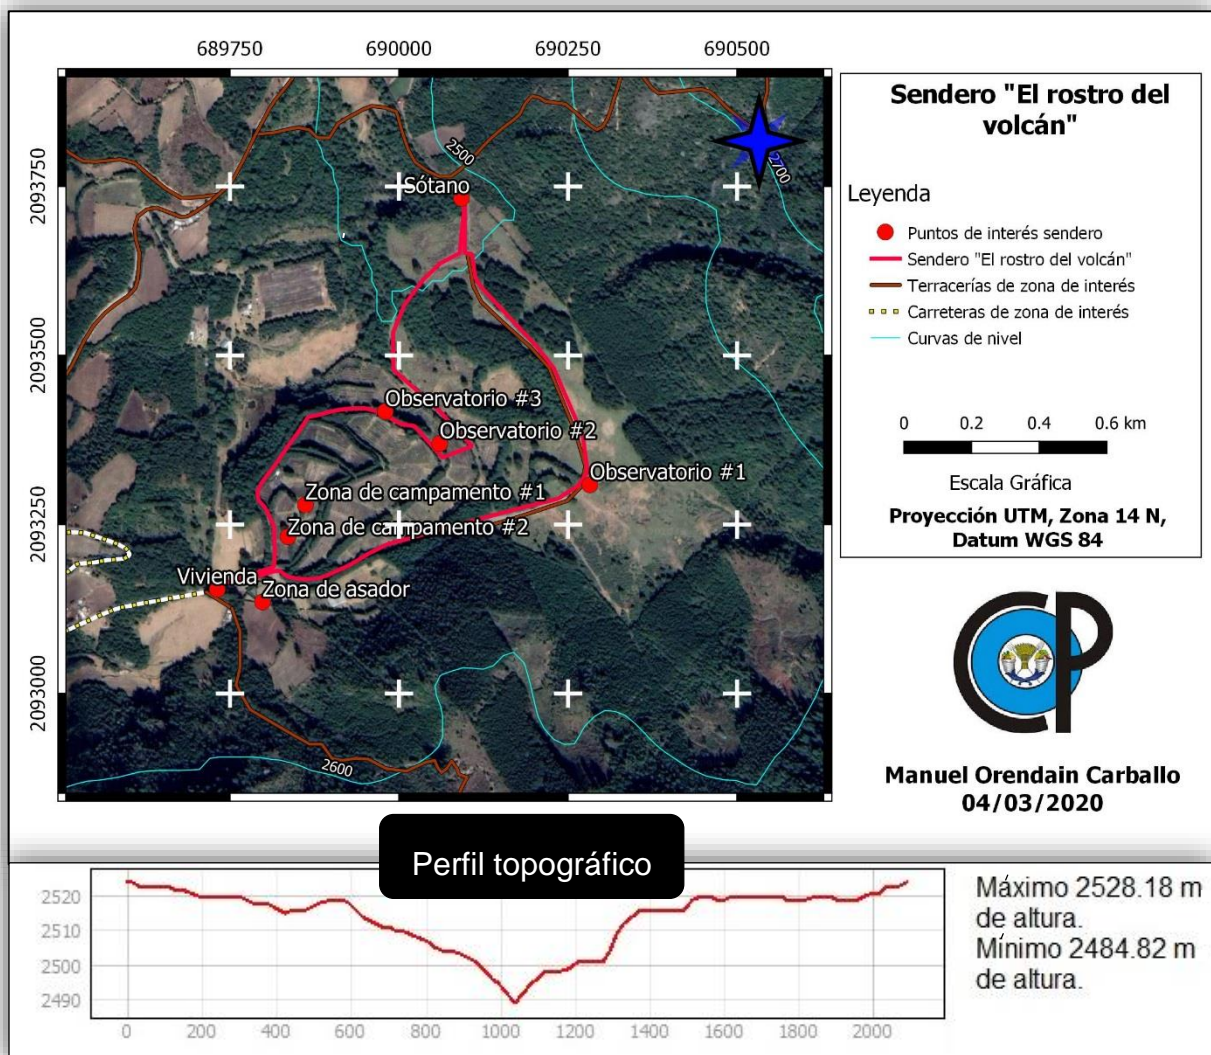 689750 690000 690250 690500
2093750
2093500
2093250
2093000
2500
2700
Sótano
Observatorio #3
Observatorio #2
Observatorio #1
Zona de campamento #1
Zona de campamento #2
Vivienda
Zona de asador
2600
Sendero "El rostro del
volcán"
Leyenda
Puntos de interés sendero
Sendero "El rostro del volcán"
Terracerías de zona de interés
Carreteras de zona de interés
Curvas de nivel
0 0.2 0.4 0.6 km
Escala Gráfica
Proyección UTM, Zona 14 N,
Datum WGS 84
CP
Manuel Orendain Carballo
04/03/2020
Perfil topográfico
2520
2510
2500
2490
0 200 400 600 800 1000 1200 1400 1600 1800 2000
Máximo 2528.18 m
de altura.
Mínimo 2484.82 m
de altura.